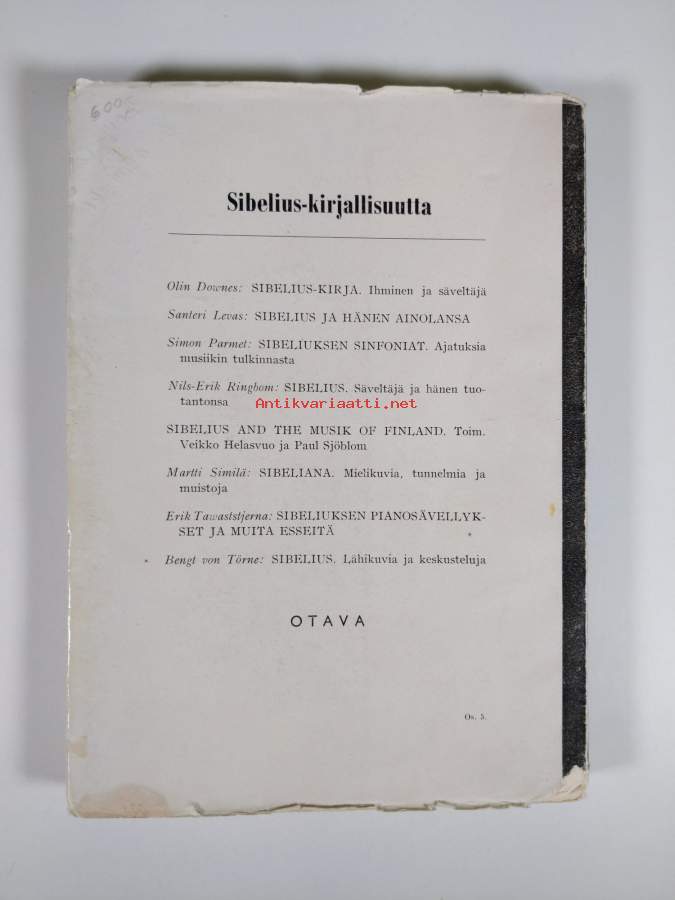 600
Sibelius-kirjallisuutta
Olin Downes: SIBELIUS-KIRJA. Ihminen ja säveltäjä
Santeri Levas: SIBELIUS JA HÄNEN AINOLANSA
Simon Parmet: SIBELIUKSEN SINFONIAT. Ajatuksia
musiikin tulkinnasta
Nils-Erik Ringbom: SIBELIUS. Säveltäjä ja hänen tuo-
tantonsa
Antikvariaatti.net
SIBELIUS AND THE MUSIK OF FINLAND. Toim.
Veikko Helasvuo ja Paul Sjöblom
Martti Similä: SIBELIANA. Mielikuvia, tunnelmia ja
muistoja
Erik Tawaststjerna: SIBELIUKSEN PIANOSÄVELLYK-
SET JA MUITA ESSEITÄ
Bengt von Törne: SIBELIUS. Lähikuvia ja keskusteluja
OTAVA
Os. 5.